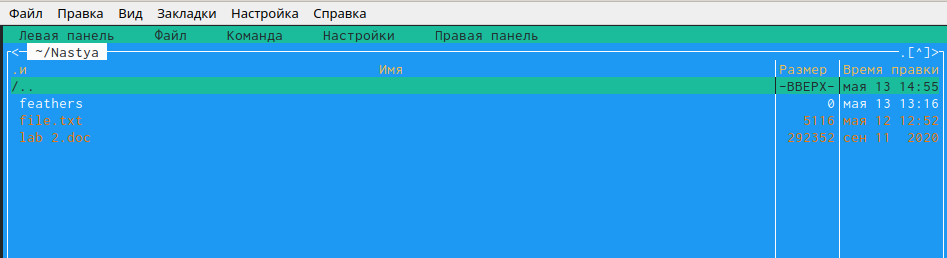 Файл Правка Вид Закладки Настройка Справка
Левая панель Файл Команда Настройки Правая панель
<— ~/Nastya .[^]>
.и Имя Размер Время правки
/.. -ВВЕРХ- мая 13 14:55
feathers 0 мая 13 13:16
file.txt 5116 мая 12 12:52
lab 2.doc 292352 сен 11 2020